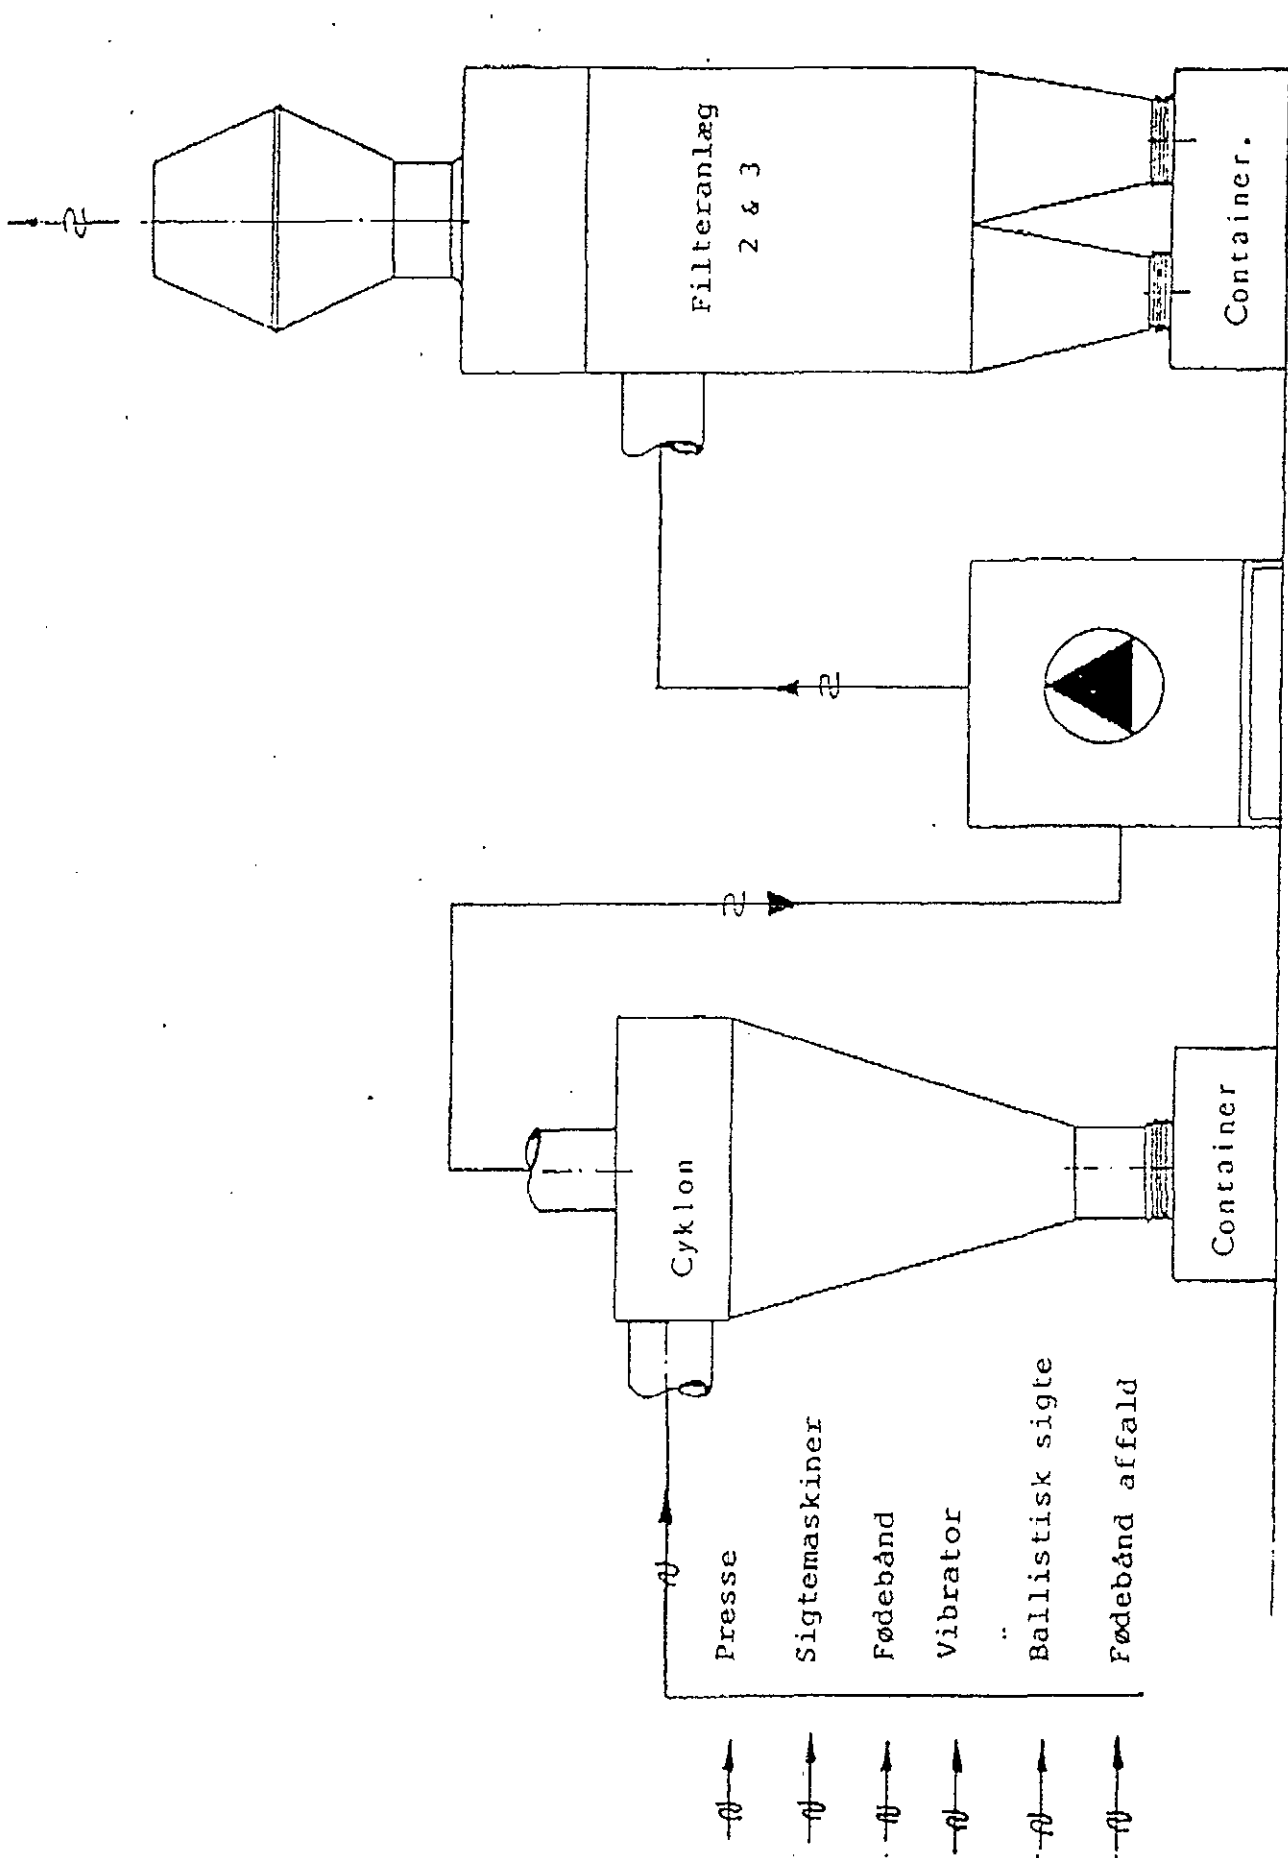 Presse
Sigtemaskiner
Fødebånd
Vibrator
Ballistisk sigte
Fødebånd affald
Cyklon
Container
Filteranlæg
2 & 3
Container.